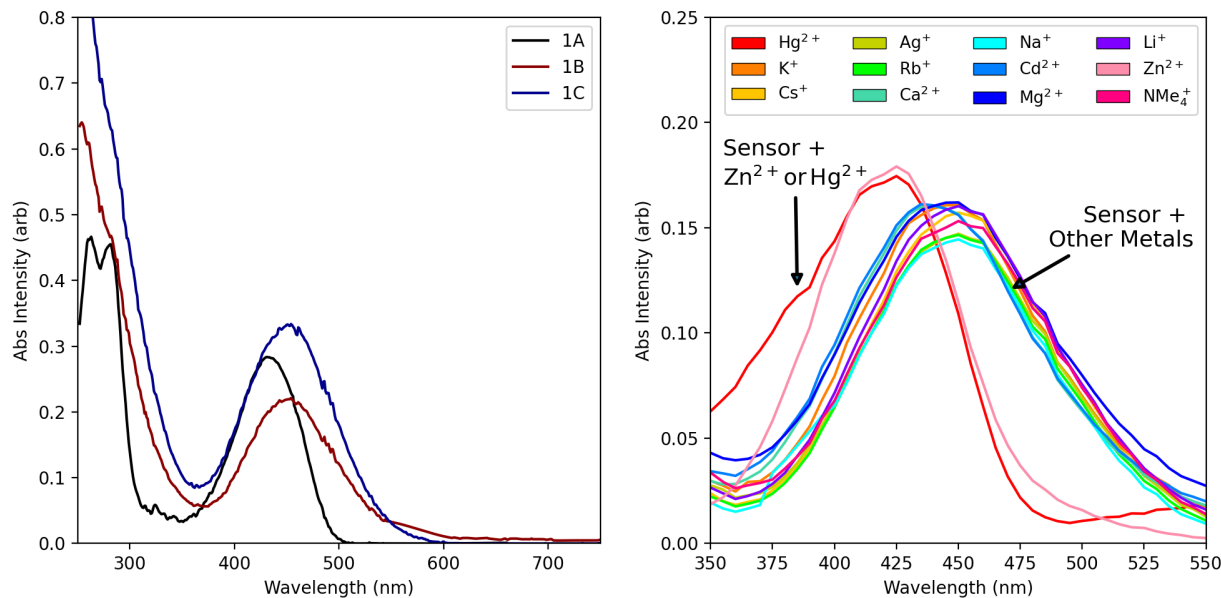 0.8
0.7
0.6
0.5
0.4
0.3
0.2
0.1
0.0
Abs Intensity (arb)
300 400 500 600 700
Wavelength (nm)
1A
1B
1C
0.25
0.20
0.15
0.10
0.05
0.00
Abs Intensity (arb)
350 375 400 425 450 475 500 525 550
Wavelength (nm)
Hg²⁺ Ag⁺ Na⁺ Li⁺
K⁺ Rb⁺ Cd²⁺ Zn²⁺
Cs⁺ Ca²⁺ Mg²⁺ NMe₄⁺
Sensor +
Zn²⁺ or Hg²⁺
Sensor +
Other Metals